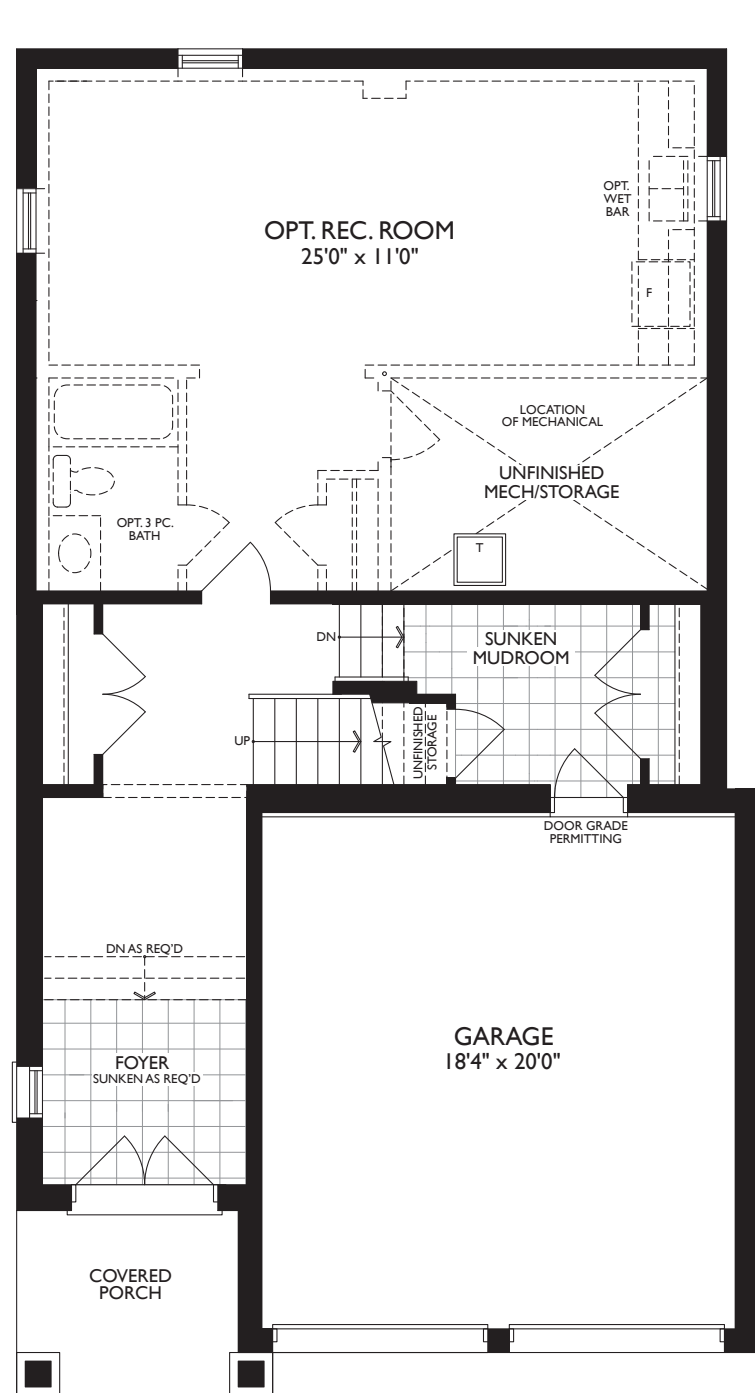 OPT.
WET
BAR
OPT. REC. ROOM
25'0" x 11'0"
F
LOCATION
OF MECHANICAL
UNFINISHED
MECH/STORAGE
OPT. 3 PC.
BATH
T
DN
SUNKEN
MUDROOM
UP
UNFINISHED
STORAGE
DOOR GRADE
PERMITTING
DN AS REQ'D
GARAGE
18'4" x 20'0"
FOYER
SUNKEN AS REQ'D
COVERED
PORCH